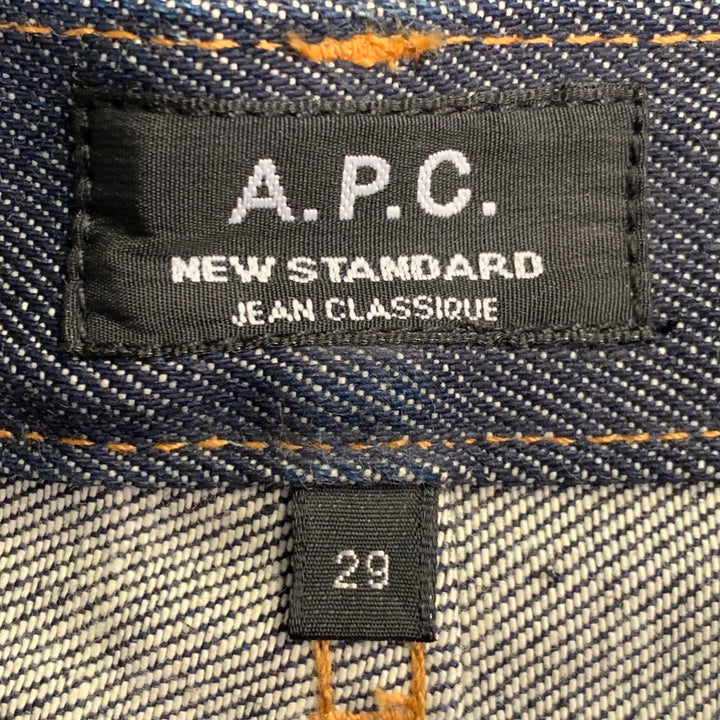 A.P.C.
NEW STANDARD
JEAN CLASSIQUE
29